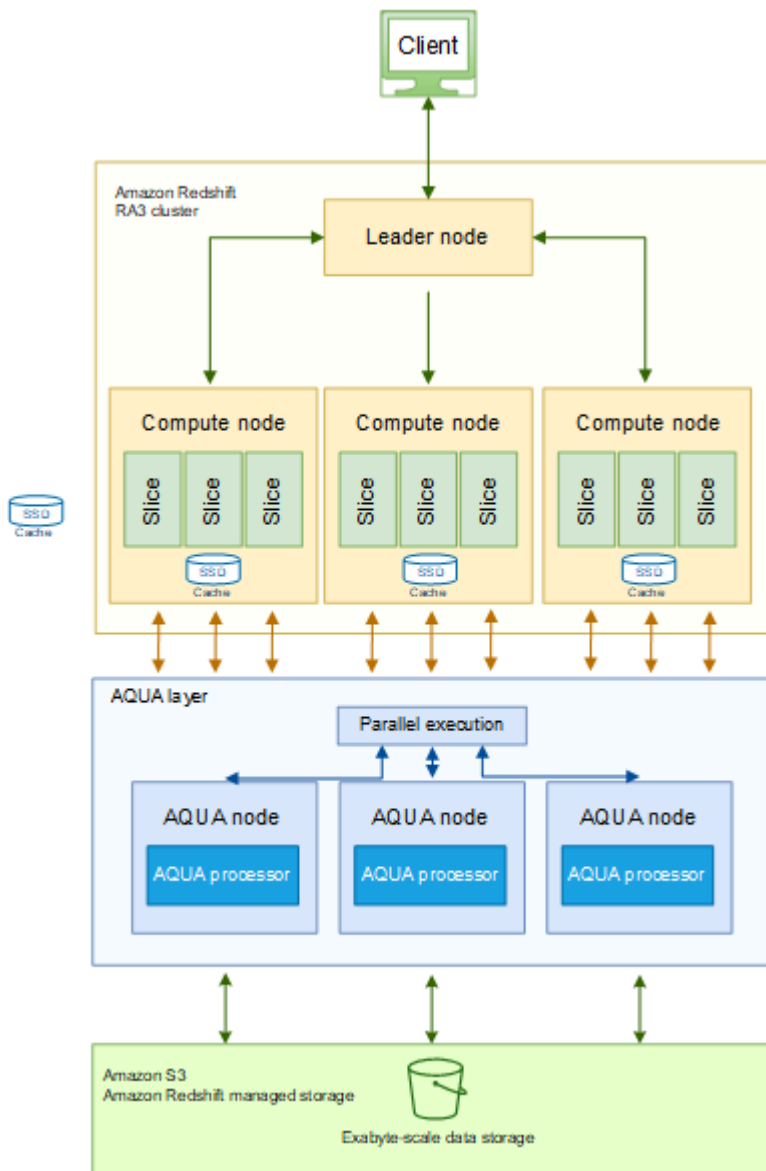 Client
Amazon Redshift
RA3 cluster
Leader node
Compute node
Compute node
Compute node
Slice
Slice
Slice
Slice
Slice
Slice
Slice
Slice
Slice
SSD
Cache
SSD
Cache
SSD
Cache
SSD
Cache
AQUA layer
Parallel execution
AQUA node
AQUA node
AQUA node
AQUA processor
AQUA processor
AQUA processor
Amazon S3
Amazon Redshift managed storage
Exabyte-scale data storage